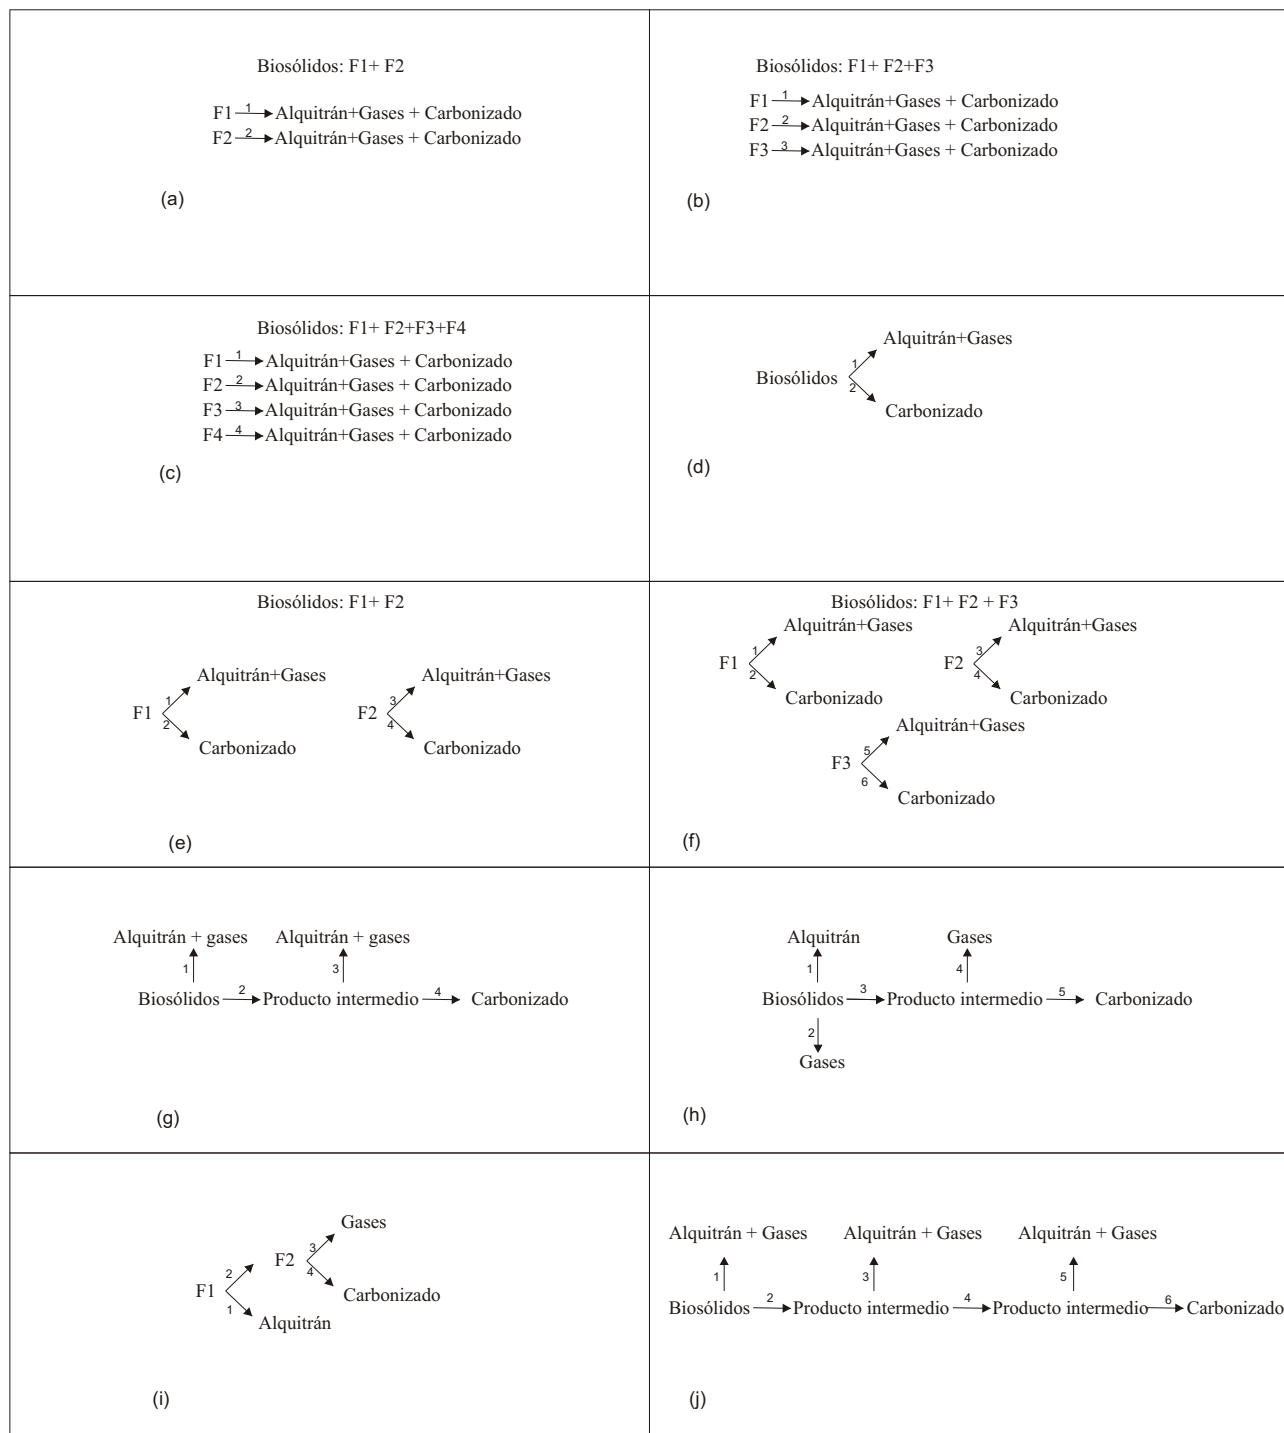 Biosólidos: F1+ F2
F1 1 Alquitrán+Gases + Carbonizado
F2 2 Alquitrán+Gases + Carbonizado
(a)
Biosólidos: F1+ F2+F3
F1 1 Alquitrán+Gases + Carbonizado
F2 2 Alquitrán+Gases + Carbonizado
F3 3 Alquitrán+Gases + Carbonizado
(b)
Biosólidos: F1+ F2+F3+F4
F1 1 Alquitrán+Gases + Carbonizado
F2 2 Alquitrán+Gases + Carbonizado
F3 3 Alquitrán+Gases + Carbonizado
F4 4 Alquitrán+Gases + Carbonizado
(c)
Alquitrán+Gases
1
Biosólidos
2
Carbonizado
(d)
Biosólidos: F1+ F2
Alquitrán+Gases
1
F1
2
Carbonizado
Alquitrán+Gases
3
F2
4
Carbonizado
(e)
Biosólidos: F1+ F2 + F3
Alquitrán+Gases
1
F1
2
Carbonizado
Alquitrán+Gases
3
F2
4
Carbonizado
Alquitrán+Gases
5
F3
6
Carbonizado
(f)
Alquitrán + gases Alquitrán + gases
1 3
Biosólidos 2 Producto intermedio 4 Carbonizado
(g)
Alquitrán Gases
1 4
Biosólidos 3 Producto intermedio 5 Carbonizado
2
Gases
(h)
Gases
3
F2
2 4
F1 Carbonizado
1
Alquitrán
(i)
Alquitrán + Gases Alquitrán + Gases Alquitrán + Gases
1 3 5
Biosólidos 2 Producto intermedio 4 Producto intermedio 6 Carbonizado
(j)